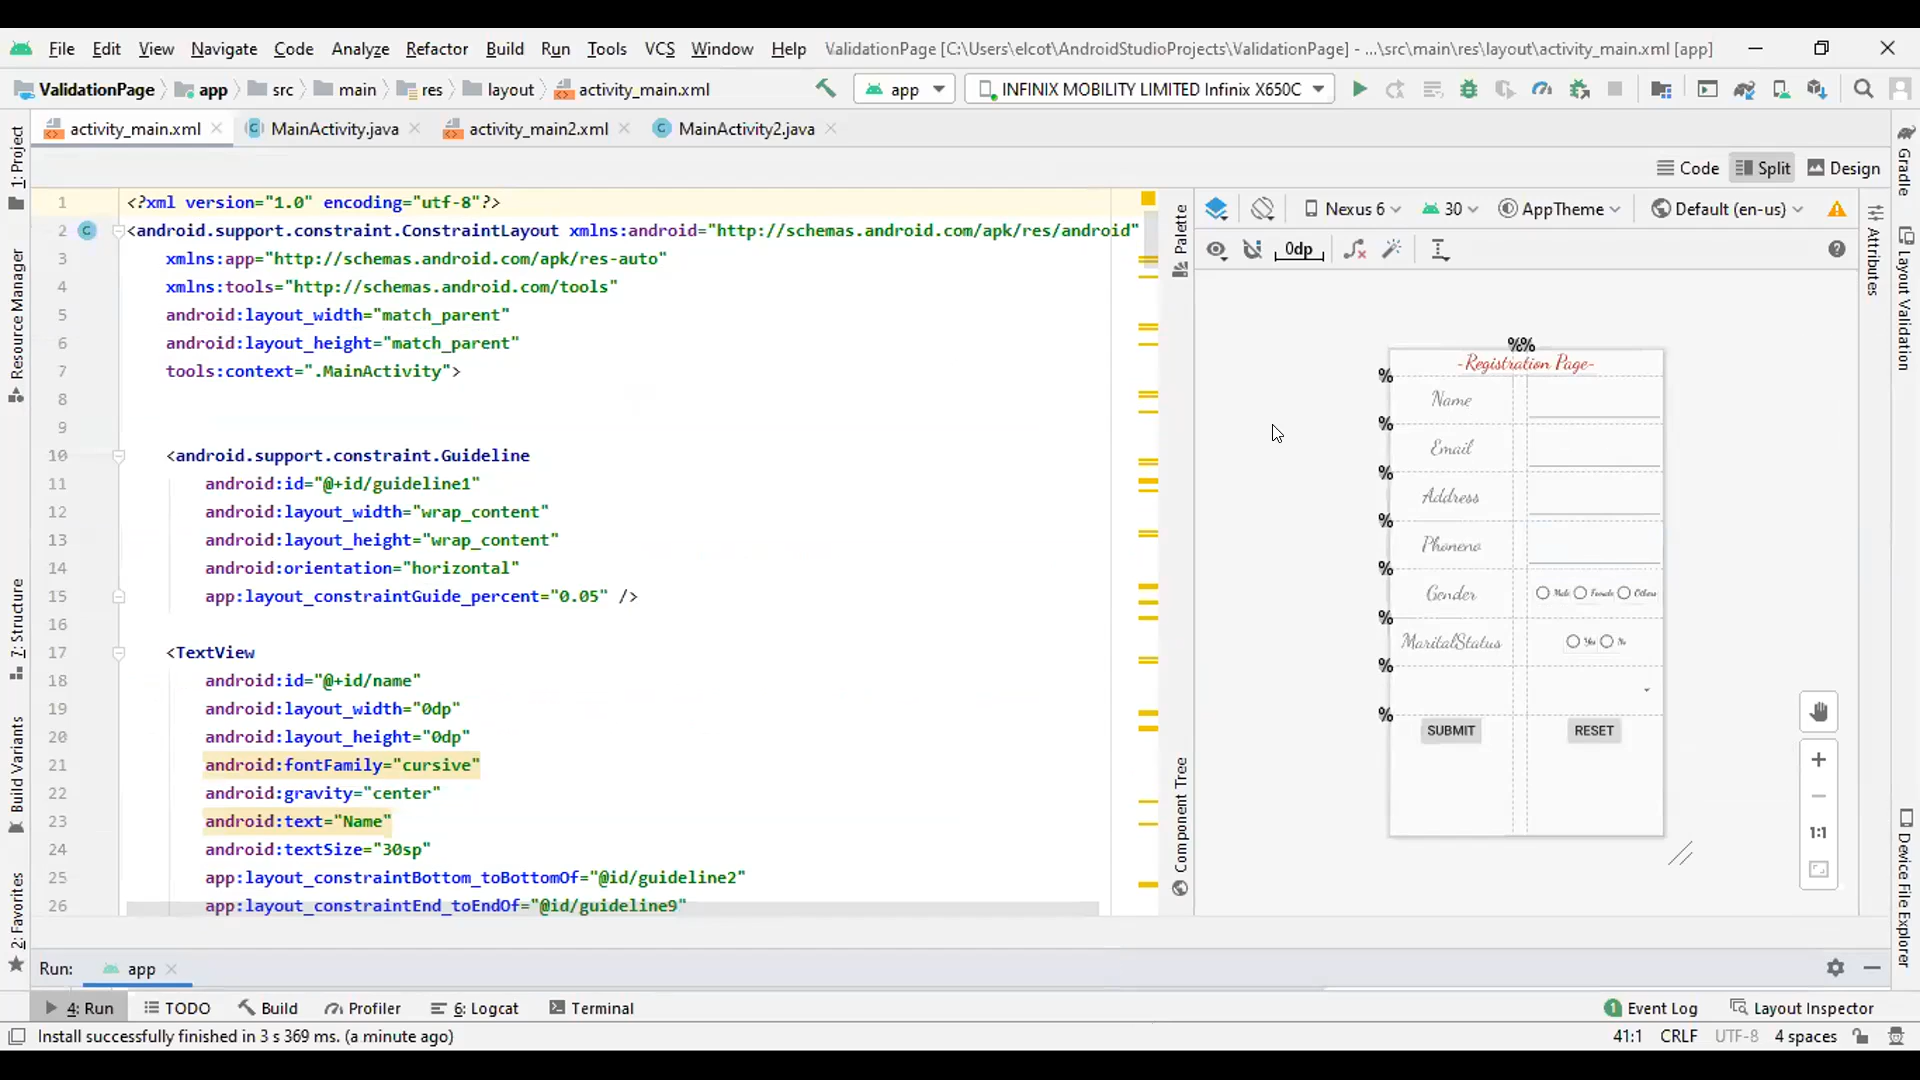 File Edit View Navigate Code Analyze Refactor Build Run Tools VCS Window Help ValidationPage [C:\Users\elcot\AndroidStudioProjects\ValidationPage] - ...\src\main\res\layout\activity_main.xml [app]
ValidationPage app src main res layout activity_main.xml app INFINIX MOBILITY LIMITED Infinix X650C
activity_main.xml MainActivity.java activity_main2.xml MainActivity2.java
Code Split Design
1 <?xml version="1.0" encoding="utf-8"?>
2 <android.support.constraint.ConstraintLayout xmlns:android="http://schemas.android.com/apk/res/android"
3 xmlns:app="http://schemas.android.com/apk/res-auto"
4 xmlns:tools="http://schemas.android.com/tools"
5 android:layout_width="match_parent"
6 android:layout_height="match_parent"
7 tools:context=".MainActivity">
8
9
10 <android.support.constraint.Guideline
11 android:id="@+id/guideline1"
12 android:layout_width="wrap_content"
13 android:layout_height="wrap_content"
14 android:orientation="horizontal"
15 app:layout_constraintGuide_percent="0.05" />
16
17 <TextView
18 android:id="@+id/name"
19 android:layout_width="0dp"
20 android:layout_height="0dp"
21 android:fontFamily="cursive"
22 android:gravity="center"
23 android:text="Name"
24 android:textSize="30sp"
25 app:layout_constraintBottom_toBottomOf="@id/guideline2"
26 app:layout_constraintEnd_toEndOf="@id/guideline9"
1: Project
Resource Manager
7: Structure
Build Variants
2: Favorites
Palette
Component Tree
Nexus 6 30 AppTheme Default (en-us)
0dp
%%
-Registration Page-
%
Name
%
Email
%
Address
%
Phoneno
%
Gender Male Female Others
%
MaritalStatus Yes No
%
%
SUBMIT RESET
1:1
Attributes
Gradle
Layout Validation
Device File Explorer
Run: app
4: Run TODO Build Profiler 6: Logcat Terminal 1 Event Log Layout Inspector
Install successfully finished in 3 s 369 ms. (a minute ago) 41:1 CRLF UTF-8 4 spaces